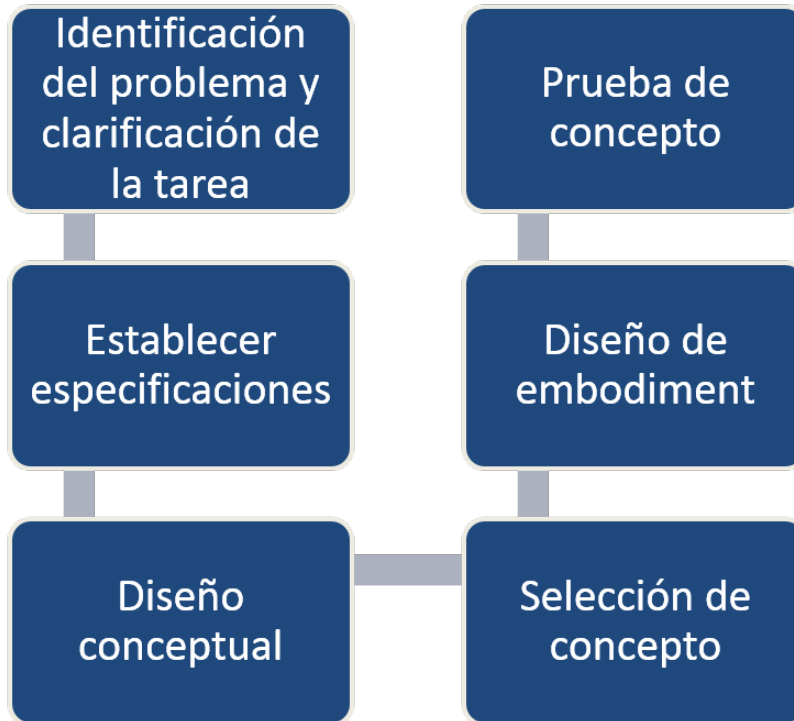 Identificación
del problema y
clarificación de
la tarea
Establecer
especificaciones
Diseño
conceptual
Selección de
concepto
Diseño de
embodiment
Prueba de
concepto